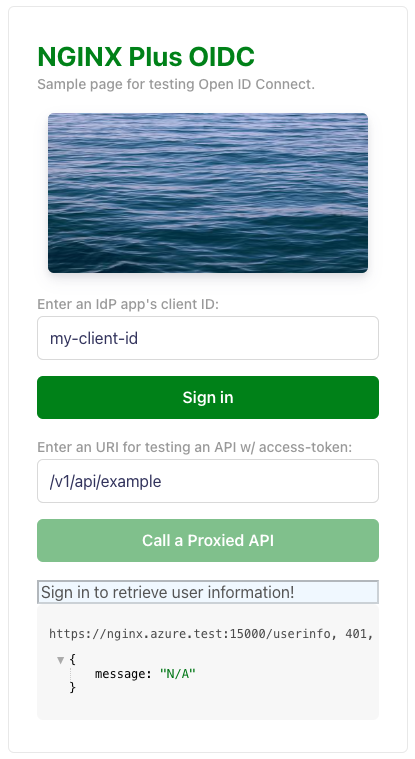 NGINX Plus OIDC
Sample page for testing Open ID Connect.
Enter an IdP app's client ID:
my-client-id
Sign in
Enter an URI for testing an API w/ access-token:
/v1/api/example
Call a Proxied API
Sign in to retrieve user information!
https://nginx.azure.test:15000/userinfo, 401,
{
message: "N/A"
}